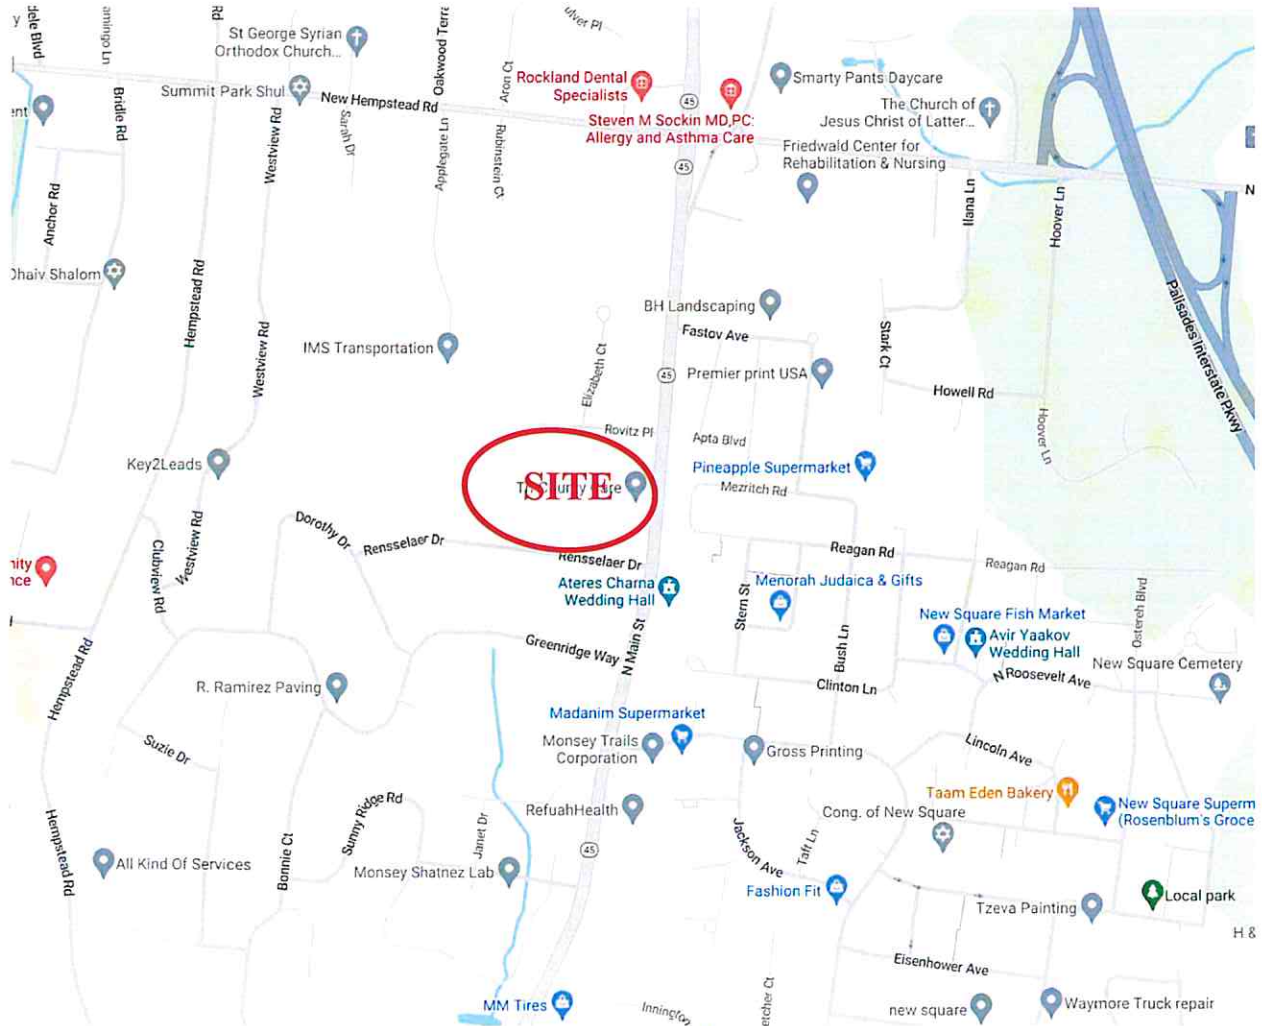 St George Syrian
Orthodox Church...
Summit Park Shul
New Hempstead Rd
Bridle Rd
Westview Rd
Sarah Dr
Applegate Ln
Oakwood Terra
Aron Ct
Rubinstein Ct
Rockland Dental
Specialists
45
Steven M Sockin MD,PC:
Allergy and Asthma Care
45
Smarty Pants Daycare
The Church of
Jesus Christ of Latter...
Friedwald Center for
Rehabilitation & Nursing
Ilana Ln
Hoover Ln
N
Anchor Rd
Hempstead Rd
Westview Rd
IMS Transportation
BH Landscaping
Fastov Ave
Stark Ct
Palisades Interstate Pkwy
Elizabeth Ct
45
Premier print USA
Howell Rd
Hoover Ln
Rovitz Pl
Apta Blvd
Key2Leads
SITE
Pineapple Supermarket
Mezritch Rd
Dorothy Dr
Rensselaer Dr
Rensselaer Dr
Westview Rd
Clubview Rd
Reagan Rd
Reagan Rd
Ateres Charna
Wedding Hall
Menorah Judaica & Gifts
Stern St
New Square Fish Market
Avir Yaakov
Wedding Hall
Ostereh Blvd
Hempstead Rd
Greenridge Way
N Main St
Bush Ln
New Square Cemetery
R. Ramirez Paving
Clinton Ln
N Roosevelt Ave
Madanim Supermarket
Suzie Dr
Monsey Trails
Corporation
Gross Printing
Lincoln Ave
Taam Eden Bakery
Sunny Ridge Rd
RefuahHealth
Cong. of New Square
New Square Superm
(Rosenblum's Groce
Hempstead Rd
All Kind Of Services
Bonnie Ct
Janet Dr
45
Jackson Ave
Taft Ln
Monsey Shatnez Lab
Fashion Fit
Tzeva Painting
Local park
H &
Eisenhower Ave
MM Tires
new square
Waymore Truck repair